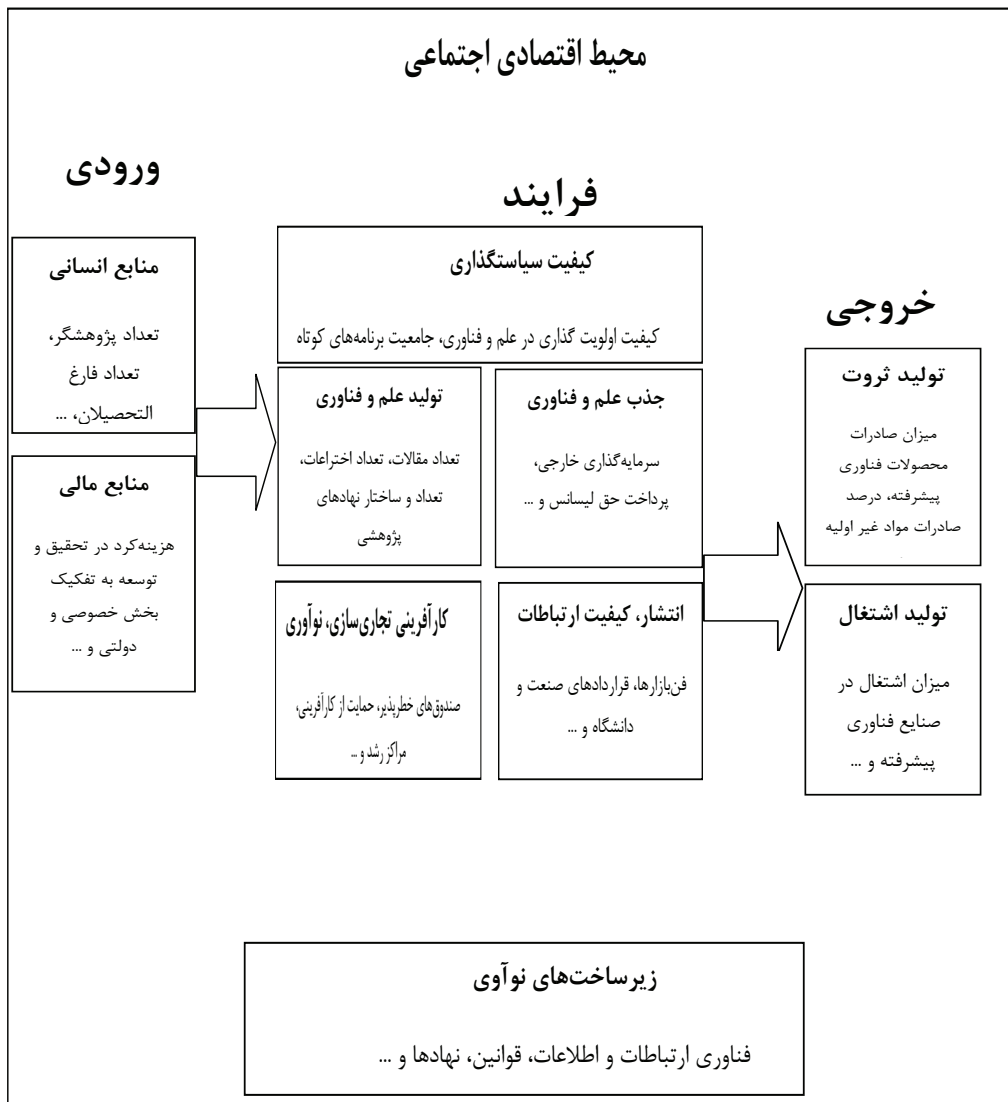 محیط اقتصادی اجتماعی
ورودی
منابع انسانی
تعداد پژوهشگر،
تعداد فارغ
التحصیلان، ...
منابع مالی
هزینه‌کرد در تحقیق و
توسعه به تفکیک
بخش خصوصی و
دولتی و ...
فرایند
کیفیت سیاستگذاری
کیفیت اولویت گذاری در علم و فناوری، جامعیت برنامه‌های کوتاه
تولید علم و فناوری
تعداد مقالات، تعداد اختراعات،
تعداد و ساختار نهادهای
پژوهشی
جذب علم و فناوری
سرمایه‌گذاری خارجی،
پرداخت حق لیسانس و ...
کارآفرینی تجاری‌سازی، نوآوری
صندوق‌های خطرپذیر، حمایت از کارآفرینی،
مراکز رشد و ...
انتشار، کیفیت ارتباطات
فن‌بازارها، قراردادهای صنعت و
دانشگاه و ...
خروجی
تولید ثروت
میزان صادرات
محصولات فناوری
پیشرفته، درصد
صادرات مواد غیر اولیه
تولید اشتغال
میزان اشتغال در
صنایع فناوری
پیشرفته و ...
زیرساخت‌های نوآوی
فناوری ارتباطات و اطلاعات، قوانین، نهادها و ...